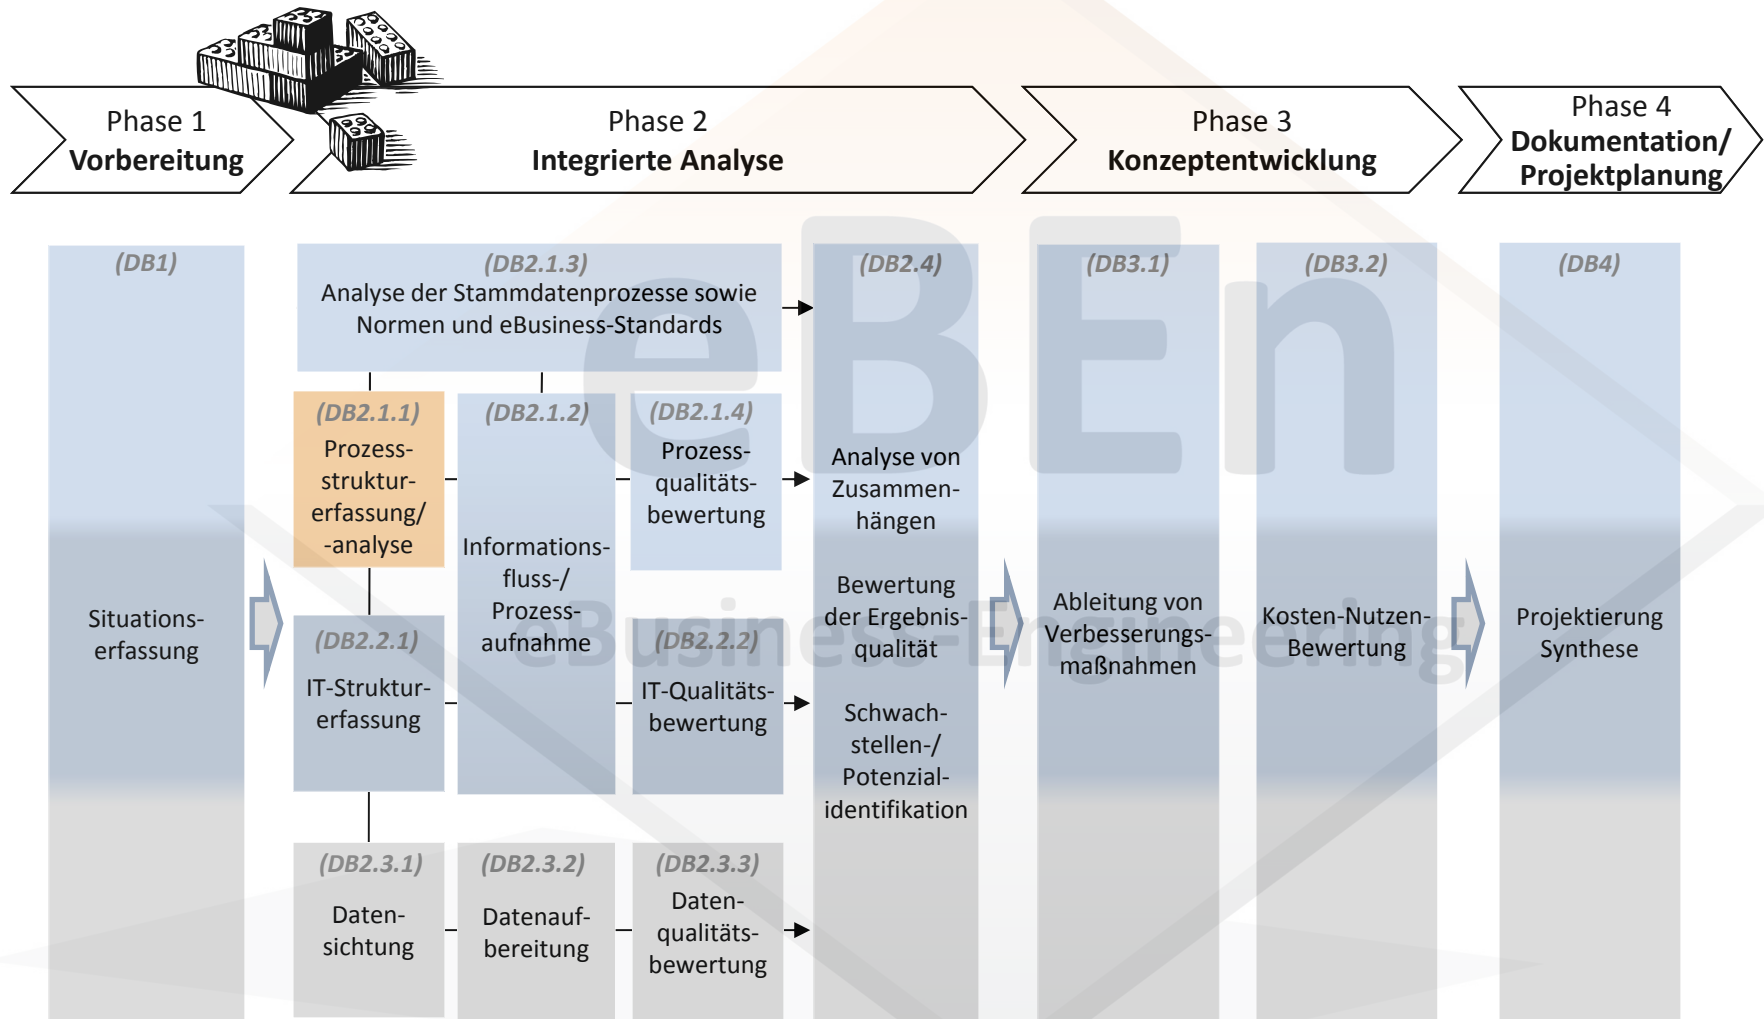 Phase 1
Vorbereitung
Phase 2
Integrierte Analyse
Phase 3
Konzeptentwicklung
Phase 4
Dokumentation/
Projektplanung
(DB1)
Situations-
erfassung
(DB2.1.3)
Analyse der Stammdatenprozesse sowie
Normen und eBusiness-Standards
(DB2.1.1)
Prozess-
struktur-
erfassung/
-analyse
(DB2.1.2)
Informations-
fluss-/
Prozess-
aufnahme
(DB2.1.4)
Prozess-
qualitäts-
bewertung
(DB2.2.1)
IT-Struktur-
erfassung
(DB2.2.2)
IT-Qualitäts-
bewertung
(DB2.3.1)
Daten-
sichtung
(DB2.3.2)
Datenauf-
bereitung
(DB2.3.3)
Daten-
qualitäts-
bewertung
(DB2.4)
Analyse von
Zusammen-
hängen
Bewertung
der Ergebnis-
qualität
Schwach-
stellen-/
Potenzial-
identifikation
(DB3.1)
Ableitung von
Verbesserungs-
maßnahmen
(DB3.2)
Kosten-Nutzen-
Bewertung
(DB4)
Projektierung
Synthese
eBEn
eBusiness-Engineering